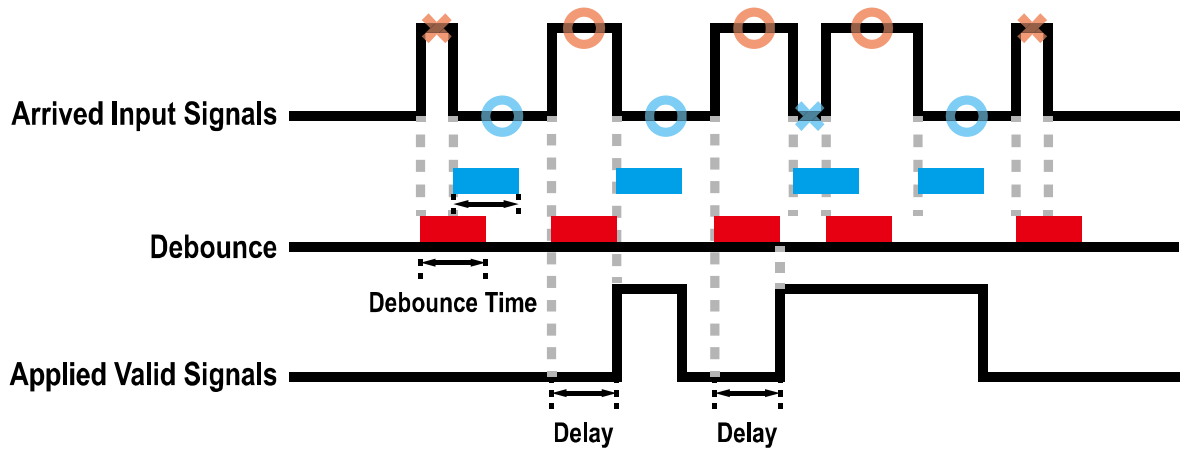 Arrived Input Signals
Debounce
Debounce Time
Applied Valid Signals
Delay
Delay